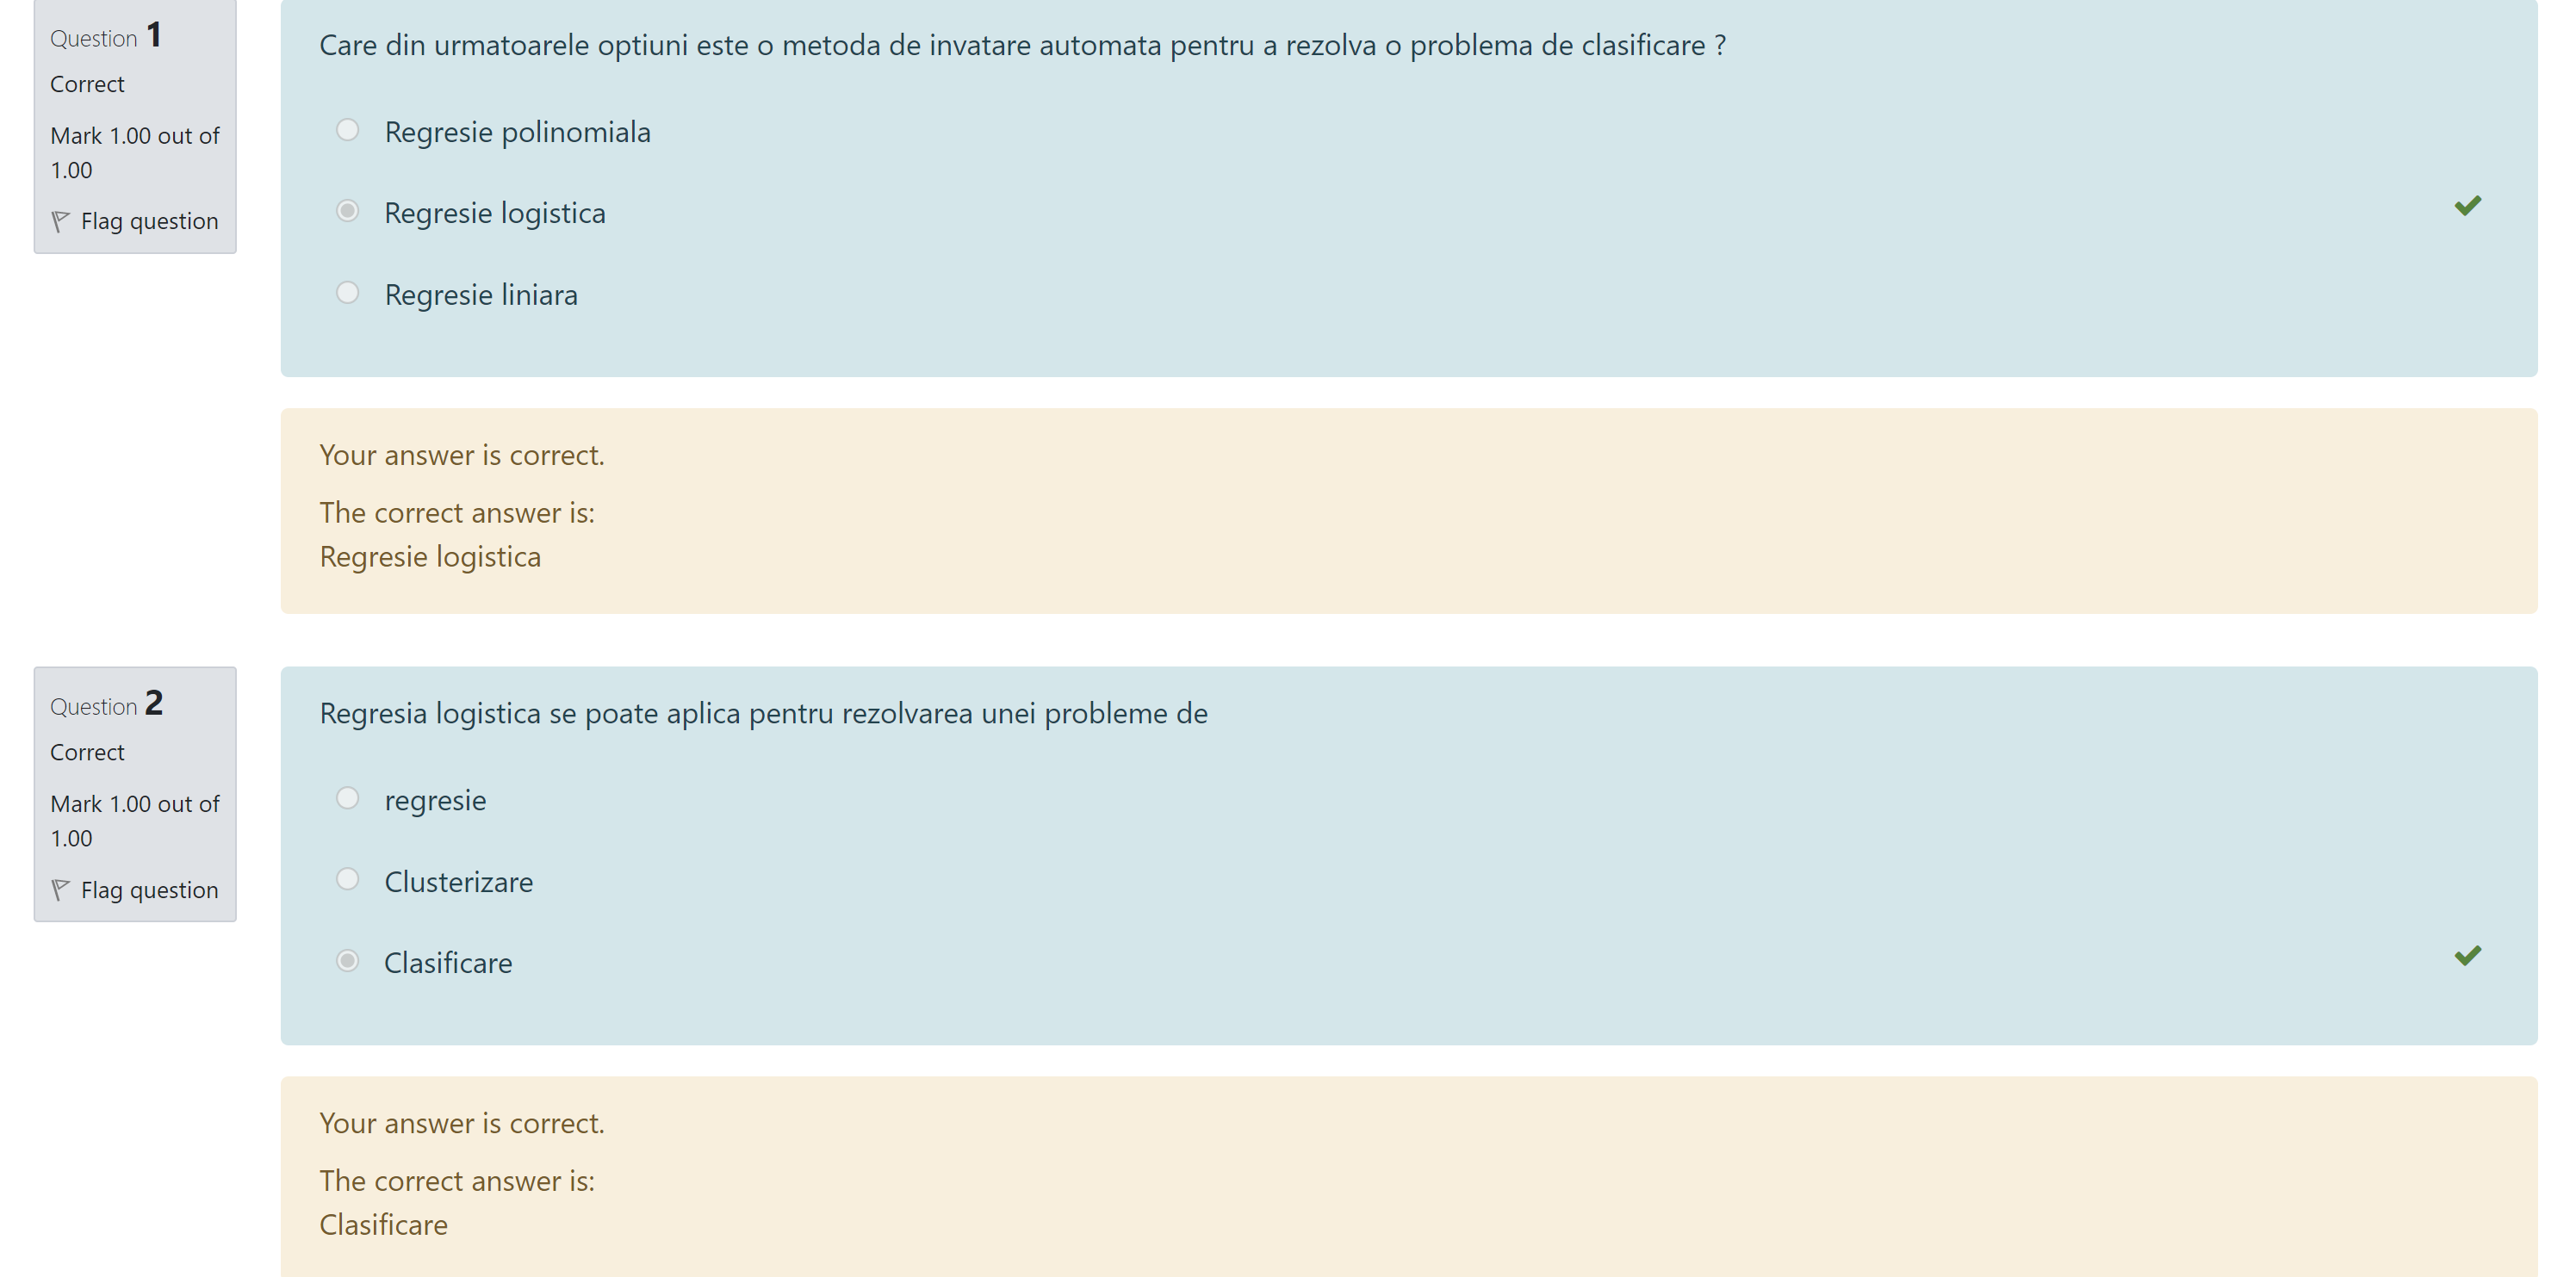 Question 1
Correct
Mark 1.00 out of
1.00
Flag question
Care din urmatoarele optiuni este o metoda de invatare automata pentru a rezolva o problema de clasificare ?
Regresie polinomiala
Regresie logistica
Regresie liniara
Your answer is correct.
The correct answer is:
Regresie logistica
Question 2
Correct
Mark 1.00 out of
1.00
Flag question
Regresia logistica se poate aplica pentru rezolvarea unei probleme de
regresie
Clusterizare
Clasificare
Your answer is correct.
The correct answer is:
Clasificare